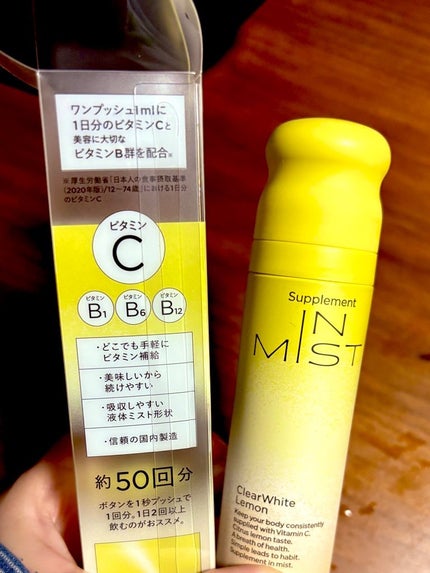 ワンプッシュ1mlに
1日分のビタミンCと
美容に大切な
ビタミンB群を配合※
※厚生労働省「日本人の食事摂取基準
(2020年版)/12〜74歳」における1日分
のビタミンC
ビタミン
C
ビタミン
B1
ビタミン
B6
ビタミン
B12
・どこでも手軽に
ビタミン補給
・美味しいから
続けやすい
・吸収しやすい
液体ミスト形状
・信頼の国内製造
約50回分
ボタンを1秒プッシュで
1回分。1日2回以上
飲むのがおススメ。
Supplement
IN
MIST
ClearWhite
Lemon
Keep your body consistently
supplied with Vitamin C.
Citrus lemon taste.
A breath of health.
Simple leads to habit.
Supplement in mist.